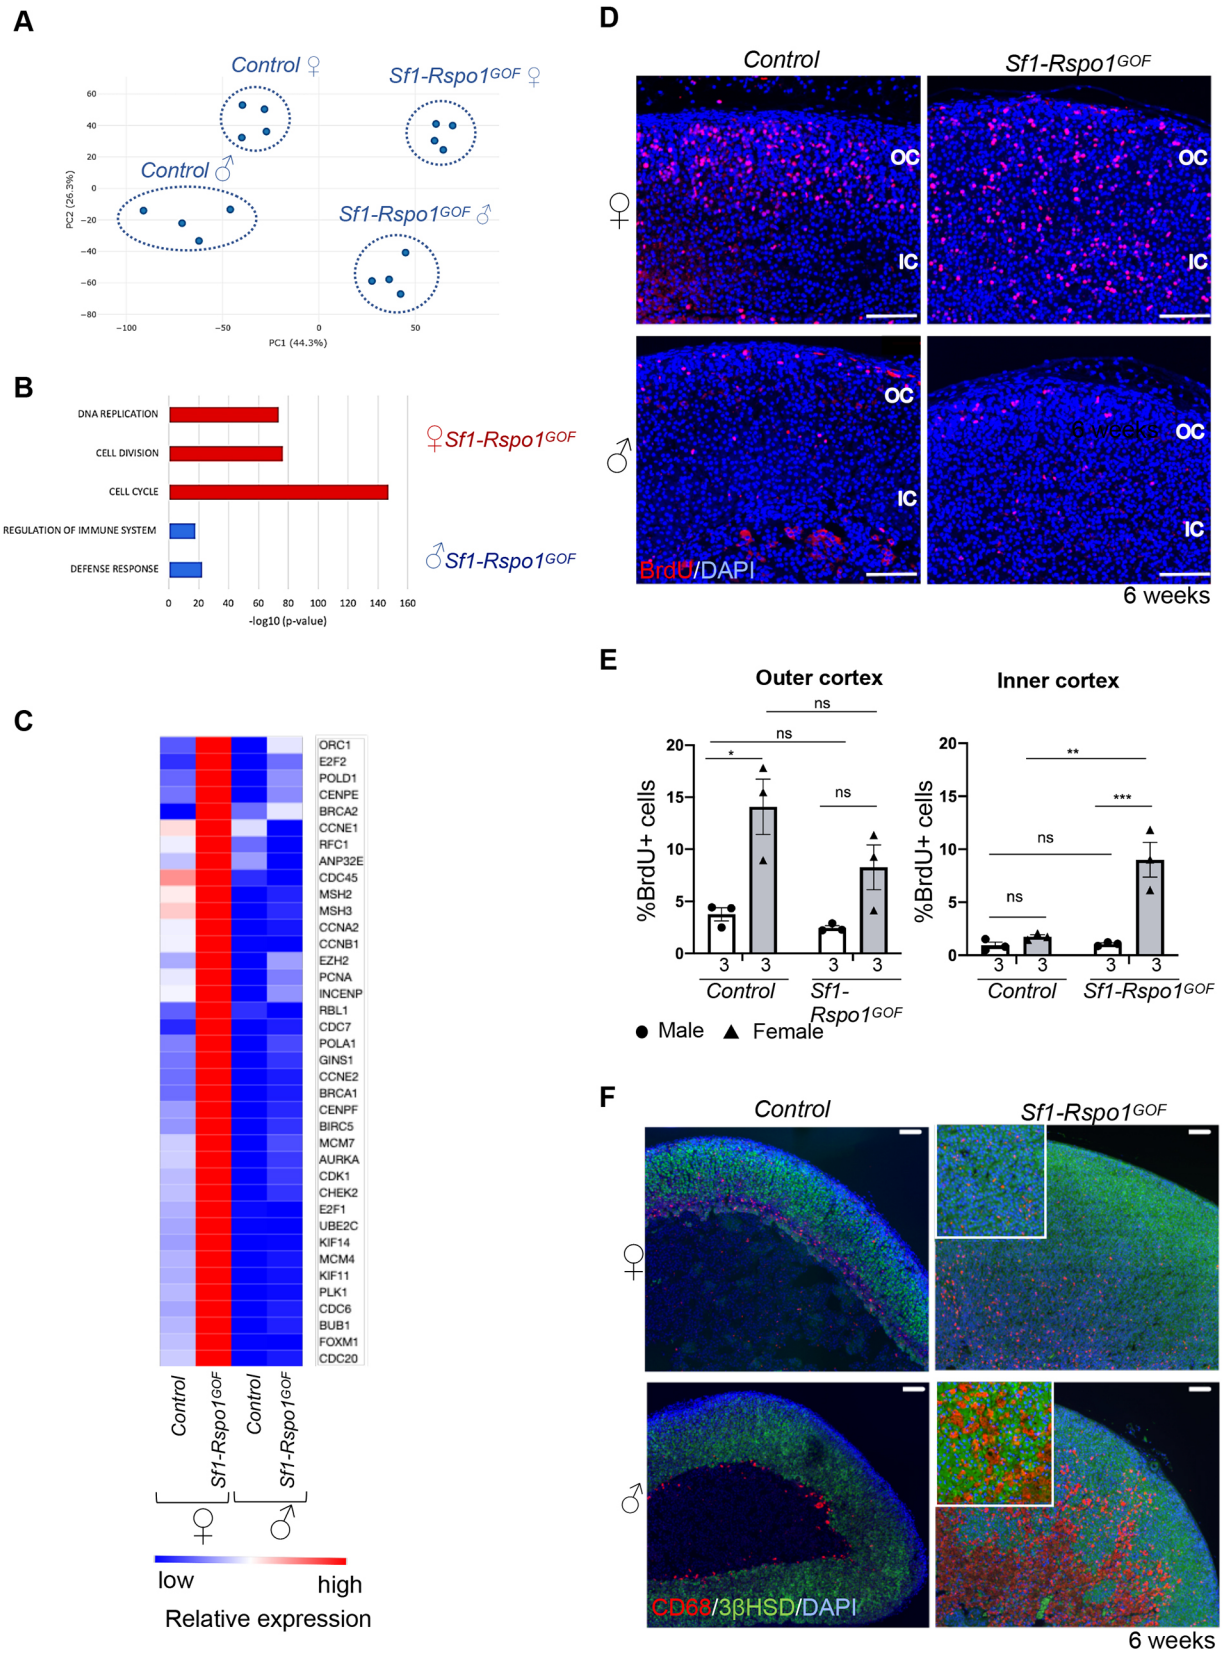 A
Control ♀
Sf1-Rspo1GOF ♀
Control ♂
Sf1-Rspo1GOF ♂
60
40
20
0
−20
−40
−60
−80
PC2 (26.3%)
−100
−50
0
50
PC1 (44.3%)
B
DNA REPLICATION
CELL DIVISION
CELL CYCLE
REGULATION OF IMMUNE SYSTEM
DEFENSE RESPONSE
♀Sf1-Rspo1GOF
♂Sf1-Rspo1GOF
0 20 40 60 80 100 120 140 160
-log10 (p-value)
C
ORC1
E2F2
POLD1
CENPE
BRCA2
CCNE1
RFC1
ANP32E
CDC45
MSH2
MSH3
CCNA2
CCNB1
EZH2
PCNA
INCENP
RBL1
CDC7
POLA1
GINS1
CCNE2
BRCA1
CENPF
BIRC5
MCM7
AURKA
CDK1
CHEK2
E2F1
UBE2C
KIF14
MCM4
KIF11
PLK1
CDC6
BUB1
FOXM1
CDC20
Control
Sf1-Rspo1GOF
Control
Sf1-Rspo1GOF
♀
♂
low
high
Relative expression
D
Control
Sf1-Rspo1GOF
♀
OC
IC
OC
IC
♂
OC
IC
BrdU/DAPI
6 weeks
OC
IC
6 weeks
E
Outer cortex
ns
ns
*
ns
20
15
10
5
0
%BrdU+ cells
3 3 3 3
Control
Sf1-
Rspo1GOF
Male
Female
Inner cortex
**
***
ns
ns
20
15
10
5
0
%BrdU+ cells
3 3 3 3
Control
Sf1-Rspo1GOF
F
Control
Sf1-Rspo1GOF
♀
♂
CD68/3βHSD/DAPI
6 weeks